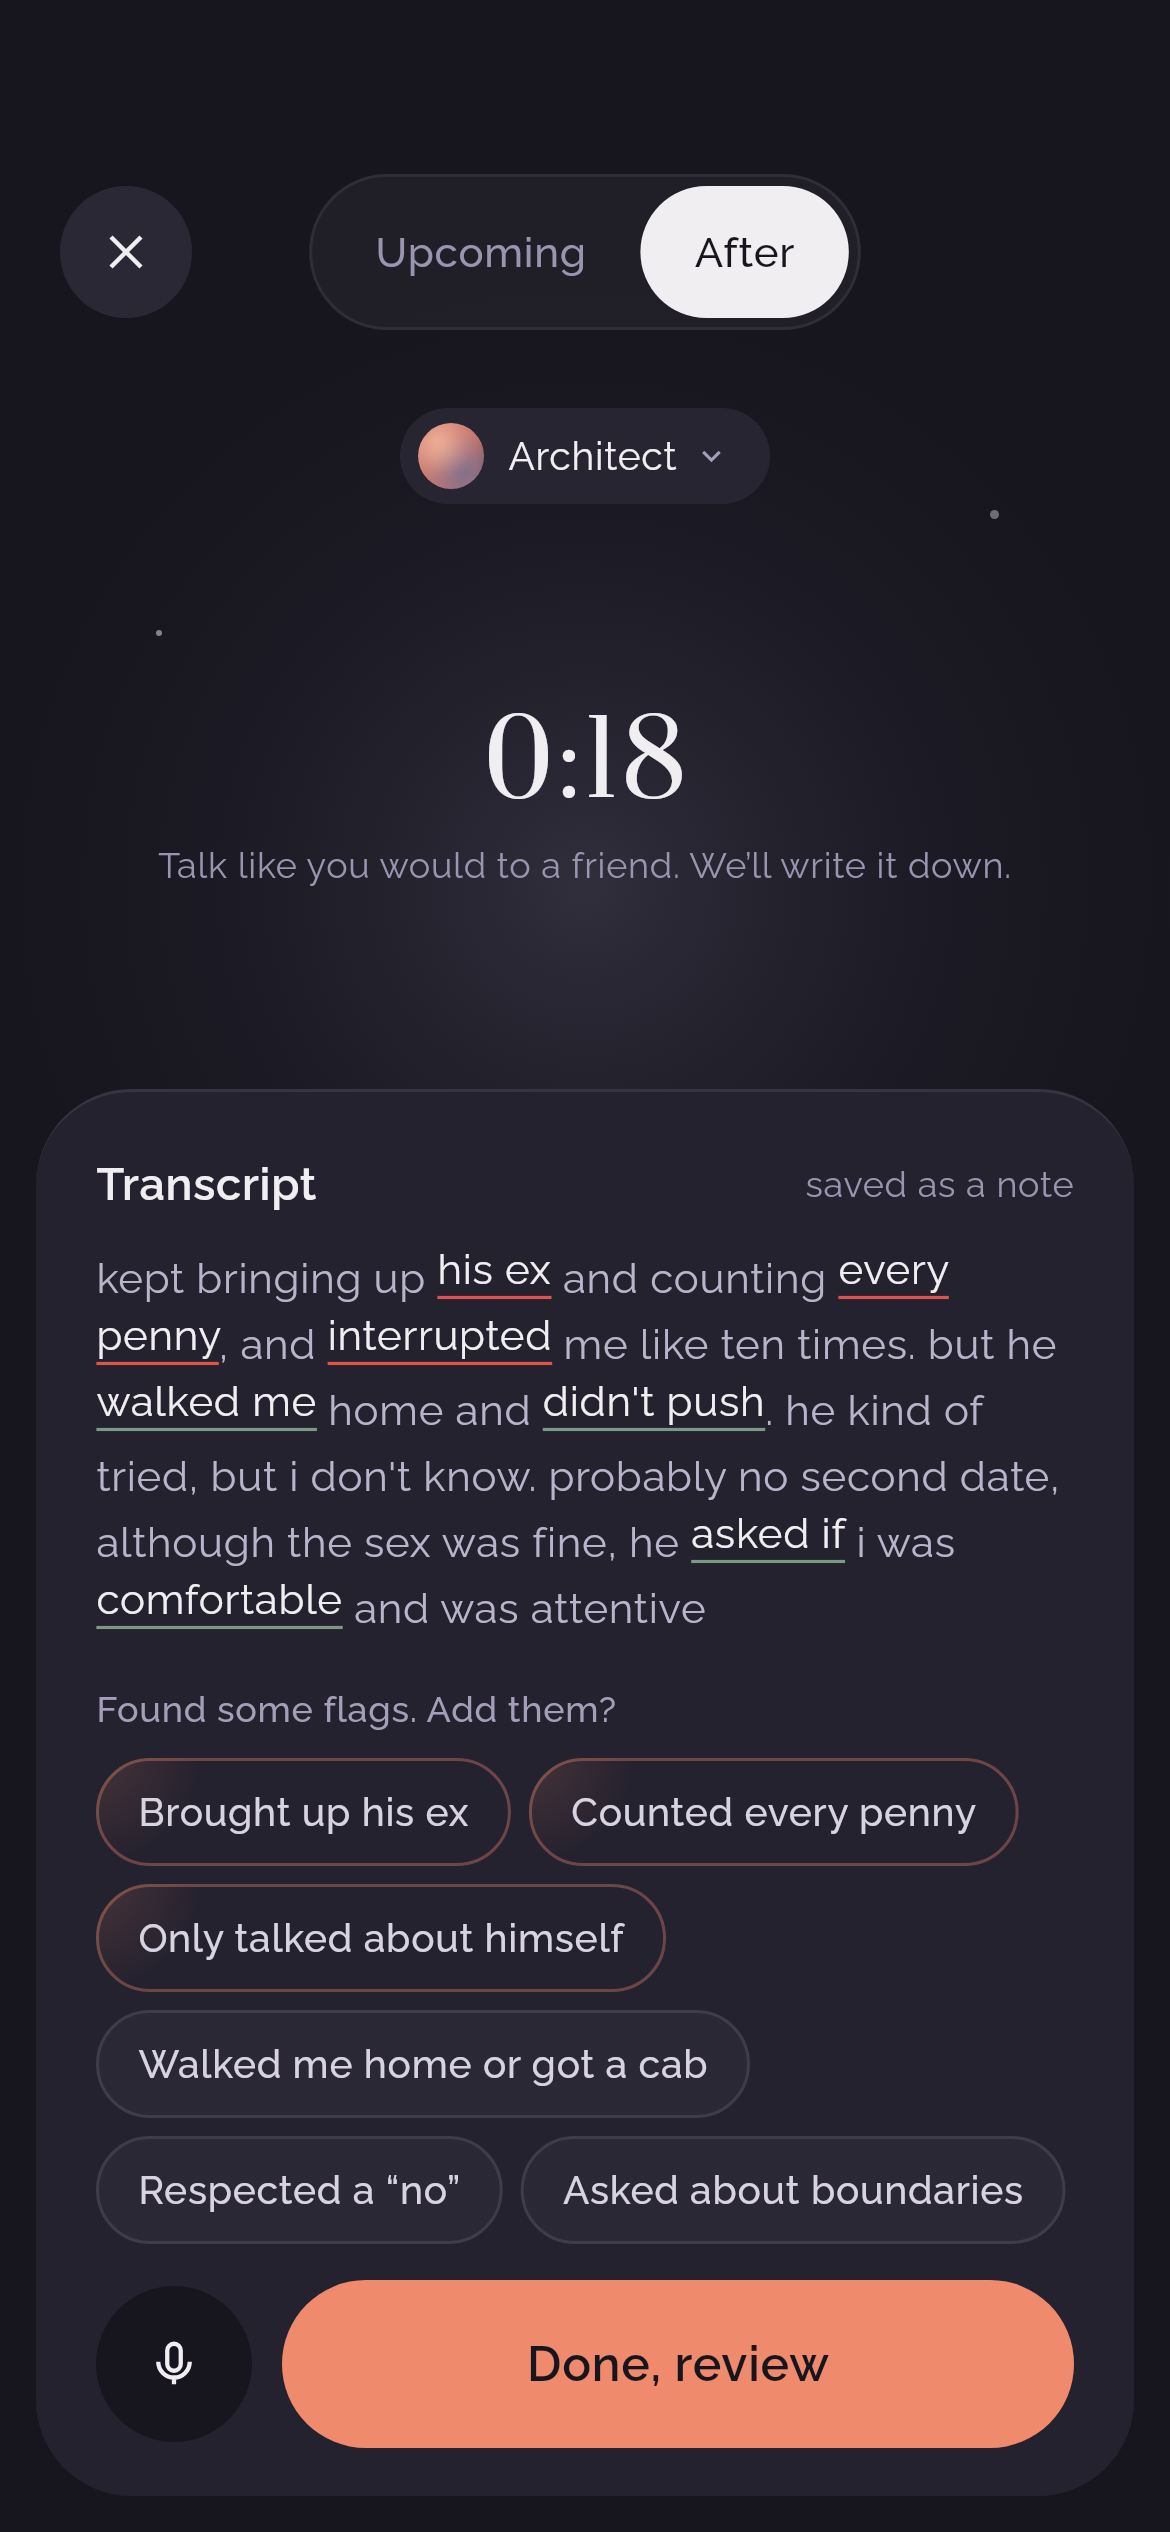 Upcoming After
Architect
0:18
Talk like you would to a friend. We’ll write it down.
Transcript saved as a note
kept bringing up his ex and counting every
penny, and interrupted me like ten times. but he
walked me home and didn't push. he kind of
tried, but i don't know. probably no second date,
although the sex was fine, he asked if i was
comfortable and was attentive
Found some flags. Add them?
Brought up his ex Counted every penny
Only talked about himself
Walked me home or got a cab
Respected a “no” Asked about boundaries
Done, review